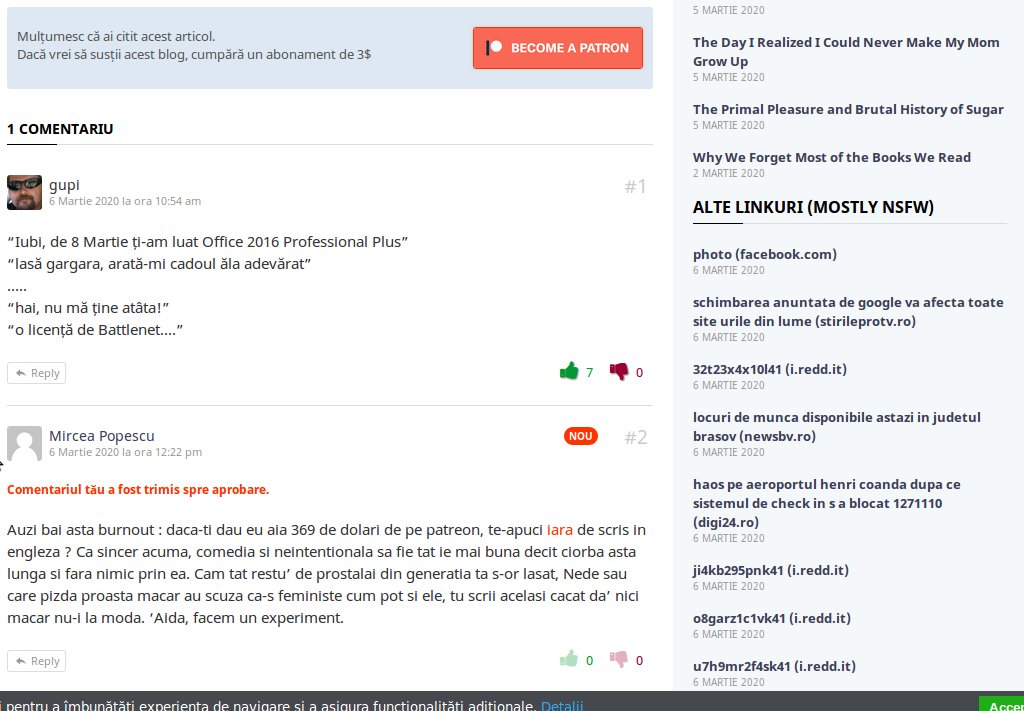 Mulțumesc că ai citit acest articol.
Dacă vrei să susții acest blog, cumpără un abonament de 3$
BECOME A PATRON
1 COMENTARIU
gupi
6 Martie 2020 la ora 10:54 am
#1
“Iubi, de 8 Martie ți-am luat Office 2016 Professional Plus”
“lasă gargara, arată-mi cadoul ăla adevărat”
.....
“hai, nu mă ține atâta!”
“o licență de Battlenet....”
Reply
7
0
Mircea Popescu
6 Martie 2020 la ora 12:22 pm
NOU
#2
Comentariul tău a fost trimis spre aprobare.
Auzi bai asta burnout : daca-ti dau eu aia 369 de dolari de pe patreon, te-apuci iara de scris in
engleza ? Ca sincer acuma, comedia si neintentionala sa fie tat ie mai buna decit ciorba asta
lunga si fara nimic prin ea. Cam tat restu’ de prostalai din generatia ta s-or lasat, Nede sau
care pizda proasta macar au scuza ca-s feministe cum pot si ele, tu scrii acelasi cacat da’ nici
macar nu-i la moda. ‘Aida, facem un experiment.
Reply
0
0
5 MARTIE 2020
The Day I Realized I Could Never Make My Mom
Grow Up
5 MARTIE 2020
The Primal Pleasure and Brutal History of Sugar
5 MARTIE 2020
Why We Forget Most of the Books We Read
2 MARTIE 2020
ALTE LINKURI (MOSTLY NSFW)
photo (facebook.com)
6 MARTIE 2020
schimbarea anuntata de google va afecta toate
site urile din lume (stirileprotv.ro)
6 MARTIE 2020
32t23x4x10l41 (i.redd.it)
6 MARTIE 2020
locuri de munca disponibile astazi in judetul
brasov (newsbv.ro)
6 MARTIE 2020
haos pe aeroportul henri coanda dupa ce
sistemul de check in s a blocat 1271110
(digi24.ro)
6 MARTIE 2020
ji4kb295pnk41 (i.redd.it)
6 MARTIE 2020
o8garz1c1vk41 (i.redd.it)
6 MARTIE 2020
u7h9mr2f4sk41 (i.redd.it)
6 MARTIE 2020
pentru a îmbunătăți experiența de navigare și a asigura funcționalități adiționale. Detalii